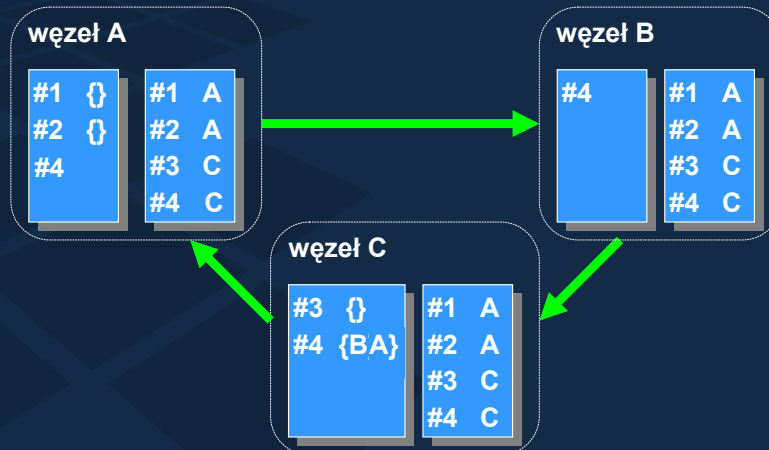 węzeł A
#1 {}
#2 {}
#4
#1 A
#2 A
#3 C
#4 C
węzeł B
#4
#1 A
#2 A
#3 C
#4 C
węzeł C
#3 {}
#4 {BA}
#1 A
#2 A
#3 C
#4 C